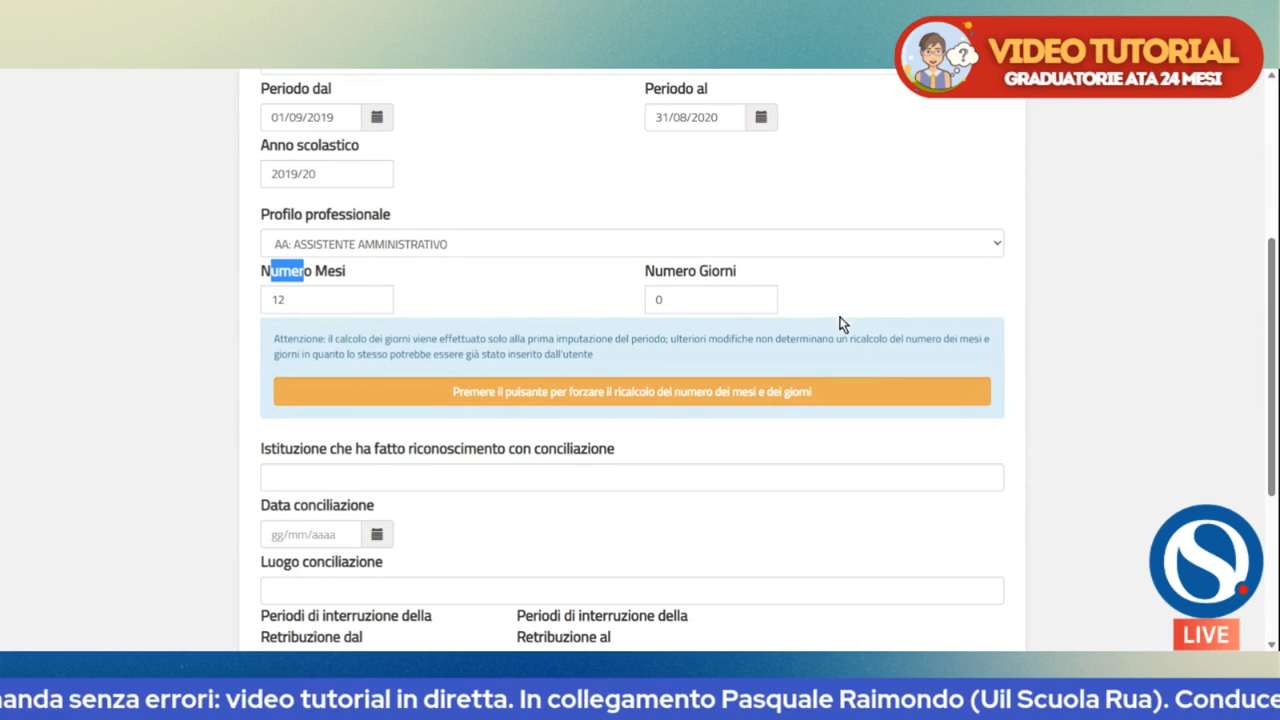 VIDEO TUTORIAL
GRADUATORIE ATA 24 MESI
Periodo dal
Periodo al
01/09/2019
31/08/2020
Anno scolastico
2019/20
Profilo professionale
AA: ASSISTENTE AMMINISTRATIVO
Numero Mesi
Numero Giorni
12
0
Attenzione: il calcolo dei giorni viene effettuato solo alla prima imputazione del periodo; ulteriori modifiche non determinano un ricalcolo del numero dei mesi e
giorni in quanto lo stesso potrebbe essere già stato inserito dall'utente
Premere il pulsante per forzare il ricalcolo del numero dei mesi e dei giorni
Istituzione che ha fatto riconoscimento con conciliazione
Data conciliazione
gg/mm/aaaa
Luogo conciliazione
Periodi di interruzione della
Retribuzione dal
Periodi di interruzione della
Retribuzione al
LIVE
senza errori: video tutorial in diretta. In collegamento Pasquale Raimondo (Uil Scuola Rua). Conduce